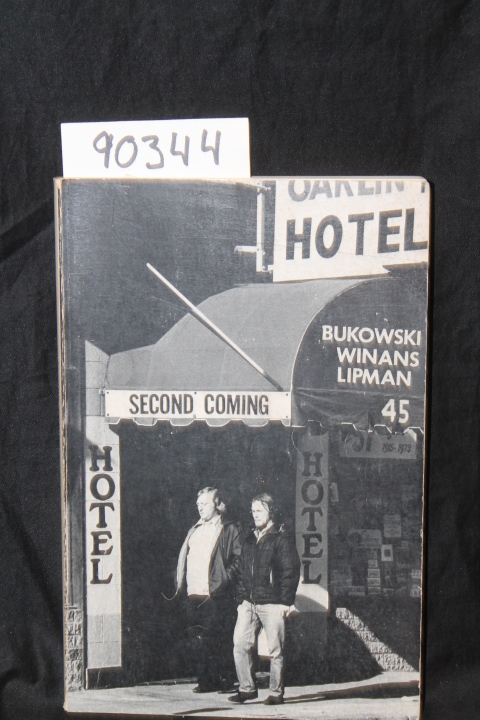 90344
HOTEL
BUKOWSKI
WINANS
LIPMAN
45
SECOND COMING
HOTEL
HOTEL